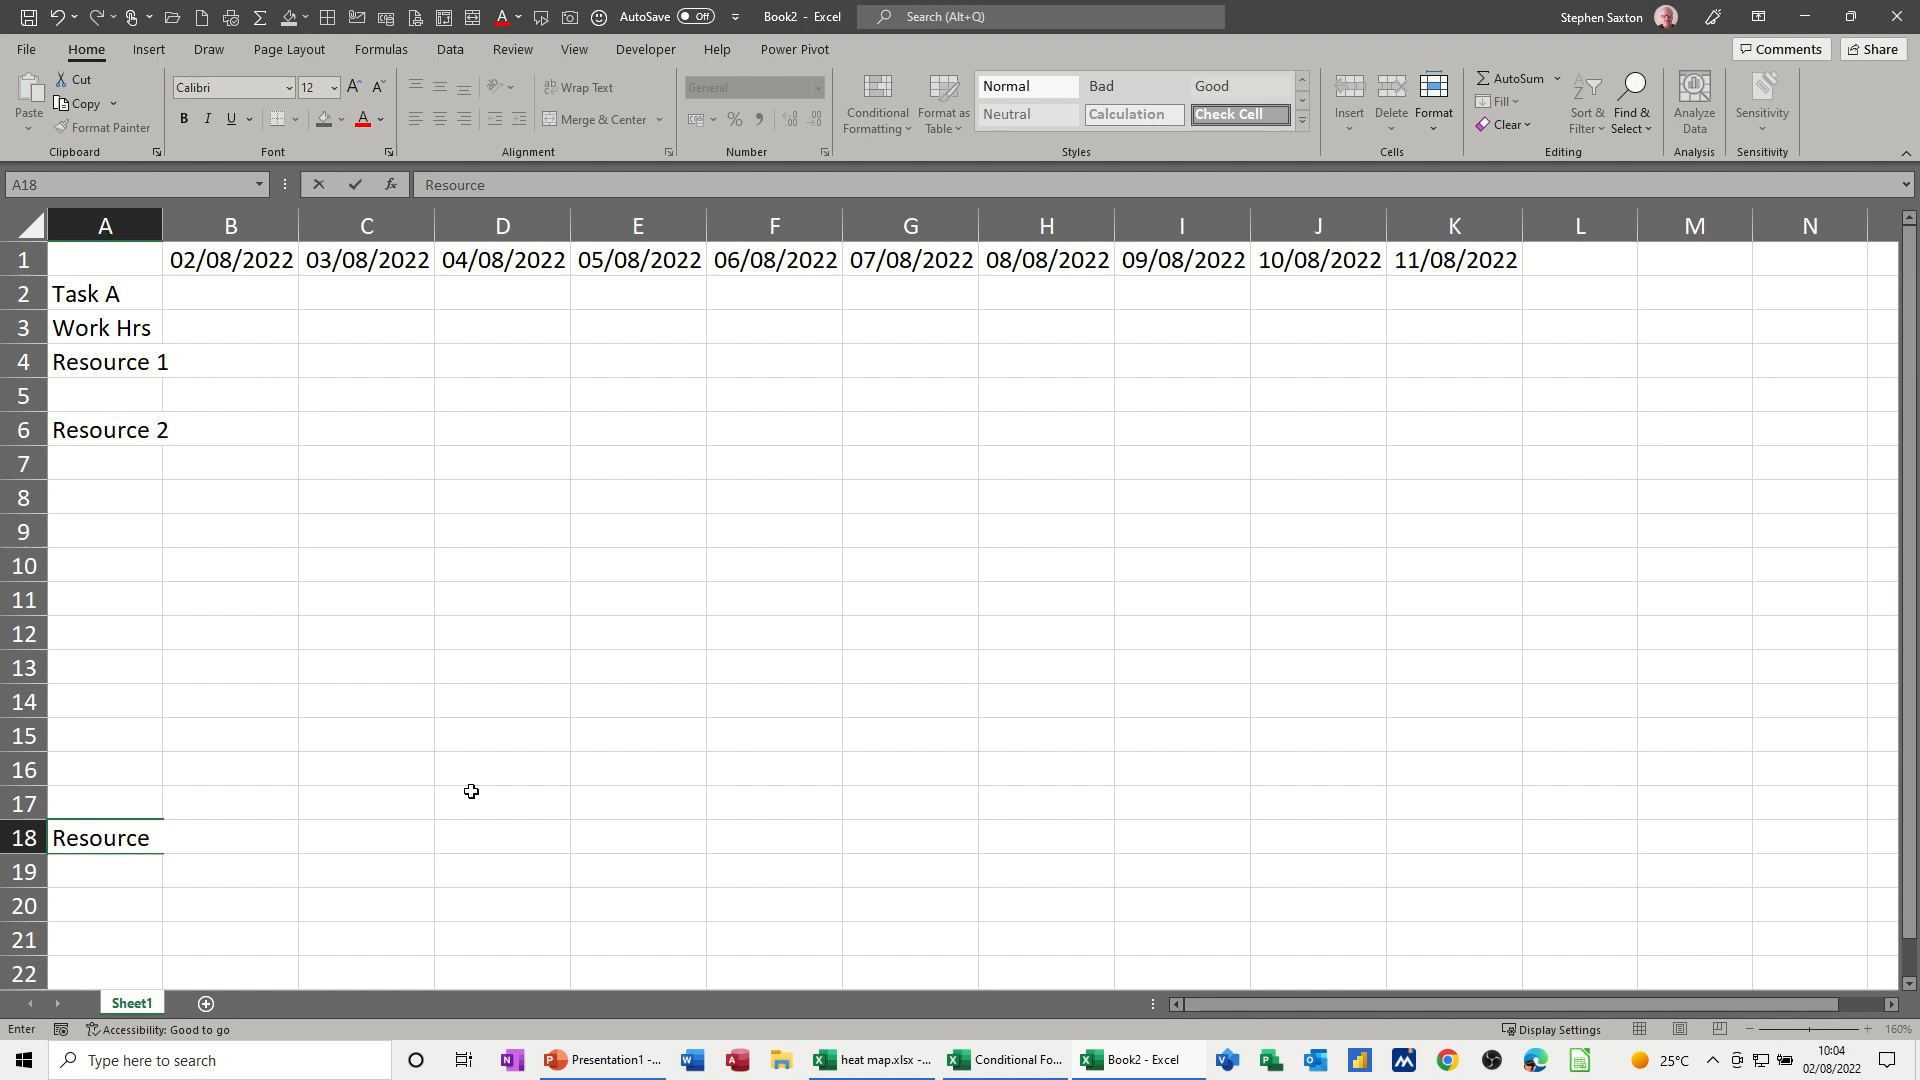 AutoSave Off Book2 - Excel Search (Alt+Q) Stephen Saxton
File Home Insert Draw Page Layout Formulas Data Review View Developer Help Power Pivot Comments Share
Paste Cut Copy Format Painter Clipboard
Calibri 12 B I U A Font
Wrap Text Merge & Center Alignment
General % Number
Conditional Formatting Format as Table
Normal Bad Good
Neutral Calculation Check Cell
Styles
Insert Delete Format Cells
AutoSum Fill Clear Sort & Filter Find & Select Editing
Analyze Data Analysis
Sensitivity Sensitivity
A18 fx Resource
A B C D E F G H I J K L M N
1 02/08/2022 03/08/2022 04/08/2022 05/08/2022 06/08/2022 07/08/2022 08/08/2022 09/08/2022 10/08/2022 11/08/2022
2 Task A
3 Work Hrs
4 Resource 1
5
6 Resource 2
7
8
9
10
11
12
13
14
15
16
17
18 Resource
19
20
21
22
Sheet1
Enter Accessibility: Good to go Display Settings 160%
Type here to search Presentation1 -... heat map.xlsx -... Conditional Fo... Book2 - Excel 25°C 10:04
02/08/2022